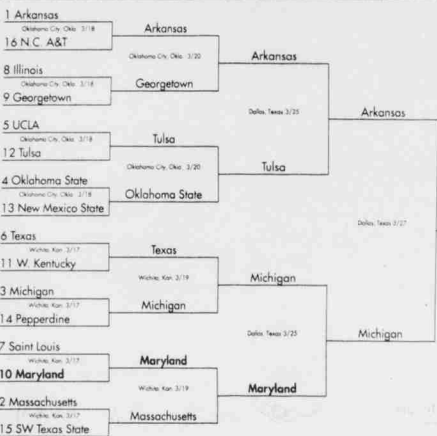 1 Arkansas
Oklahoma City, Okla. 3/18
16 N.C. A&T
8 Illinois
Oklahoma City, Okla. 3/18
9 Georgetown
5 UCLA
Oklahoma City, Okla. 3/18
12 Tulsa
4 Oklahoma State
Oklahoma City, Okla. 3/18
13 New Mexico State
6 Texas
Wichita, Kan. 3/17
11 W. Kentucky
3 Michigan
Wichita, Kan. 3/17
14 Pepperdine
7 Saint Louis
Wichita, Kan. 3/17
10 Maryland
2 Massachusetts
Wichita, Kan. 3/17
15 SW Texas State
Arkansas
Oklahoma City, Okla. 3/20
Georgetown
Tulsa
Oklahoma City, Okla. 3/20
Oklahoma State
Texas
Wichita, Kan. 3/19
Michigan
Maryland
Wichita, Kan. 3/19
Massachusetts
Arkansas
Dallas, Texas 3/25
Tulsa
Michigan
Dallas, Texas 3/25
Maryland
Arkansas
Dallas, Texas 3/27
Michigan